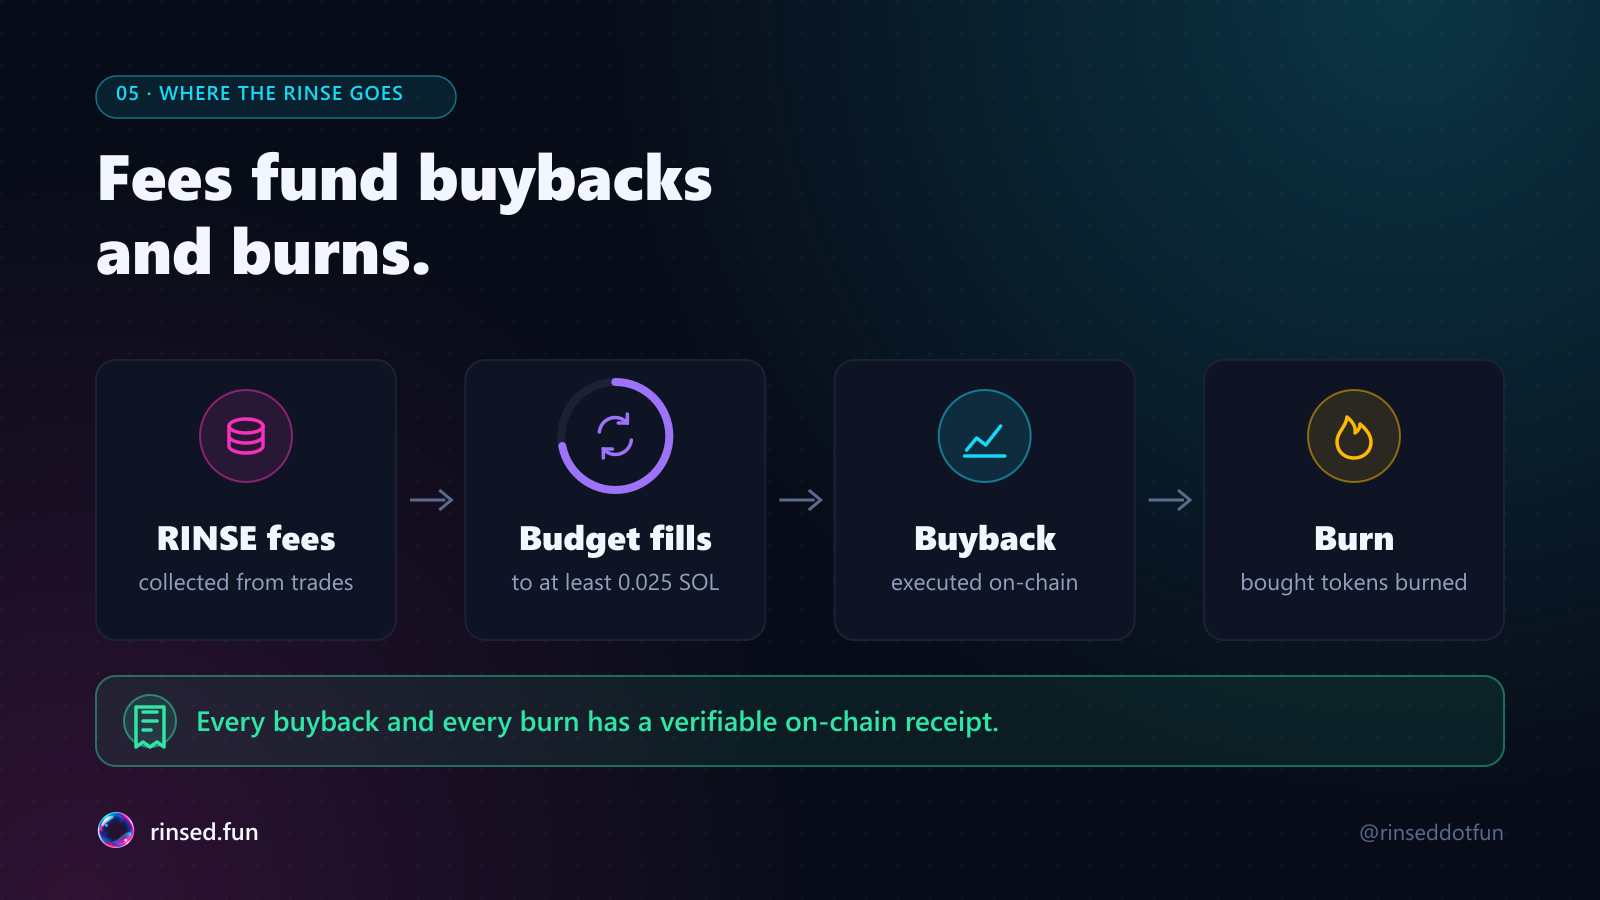 05 · WHERE THE RINSE GOES
Fees fund buybacks
and burns.
RINSE fees
collected from trades
Budget fills
to at least 0.025 SOL
Buyback
executed on-chain
Burn
bought tokens burned
Every buyback and every burn has a verifiable on-chain receipt.
rinsed.fun
@rinseddotfun